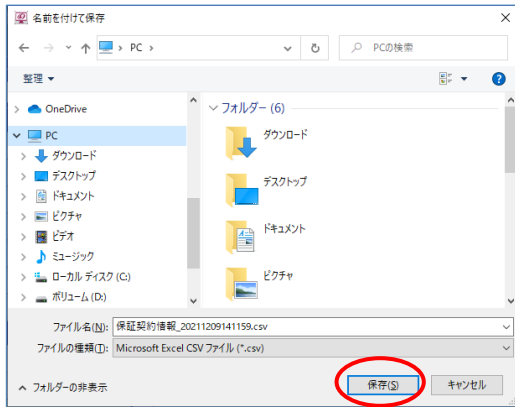 名前を付けて保存
PC
PCの検索
整理
OneDrive
フォルダー (6)
PC
ダウンロード
ダウンロード
デスクトップ
デスクトップ
ドキュメント
ドキュメント
ピクチャ
ビデオ
ミュージック
ピクチャ
ローカル ディスク (C:)
ボリューム (D:)
ファイル名(N): 保証契約情報_20211209141159.csv
ファイルの種類(T): Microsoft Excel CSV ファイル (*.csv)
フォルダーの非表示
保存(S)
キャンセル